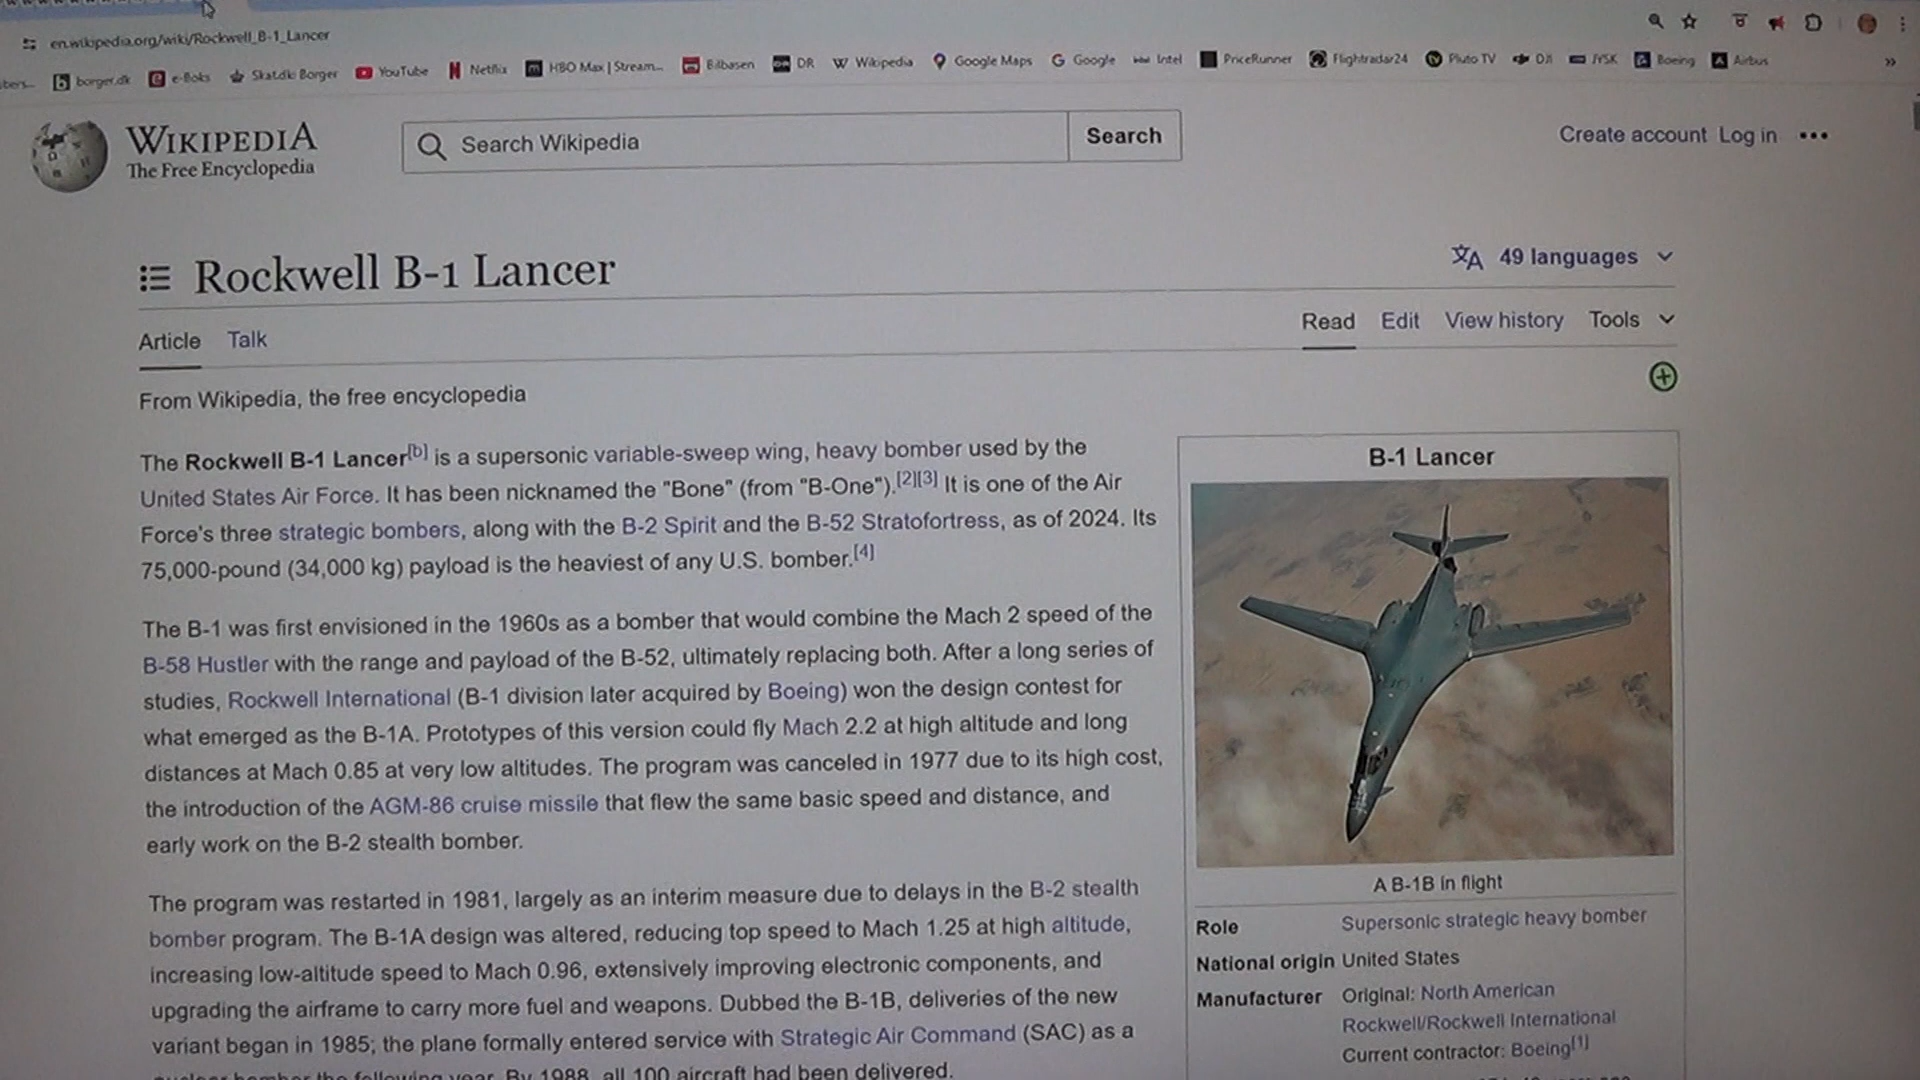 en.wikipedia.org/wiki/Rockwell_B-1_Lancer
borger.dk e-Boks Skat.dk: Borger YouTube Netflix HBO Max | Stream... Bilbasen DR Wikipedia Google Maps Google Intel PriceRunner Flightradar24 Pluto TV DJI JYSK Boeing Airbus »
WIKIPEDIA
The Free Encyclopedia
Search Wikipedia
Search
Create account Log in
Rockwell B-1 Lancer
49 languages
Article Talk
Read Edit View history Tools
From Wikipedia, the free encyclopedia
The Rockwell B-1 Lancer[b] is a supersonic variable-sweep wing, heavy bomber used by the
United States Air Force. It has been nicknamed the "Bone" (from "B-One").[2][3] It is one of the Air
Force's three strategic bombers, along with the B-2 Spirit and the B-52 Stratofortress, as of 2024. Its
75,000-pound (34,000 kg) payload is the heaviest of any U.S. bomber.[4]
The B-1 was first envisioned in the 1960s as a bomber that would combine the Mach 2 speed of the
B-58 Hustler with the range and payload of the B-52, ultimately replacing both. After a long series of
studies, Rockwell International (B-1 division later acquired by Boeing) won the design contest for
what emerged as the B-1A. Prototypes of this version could fly Mach 2.2 at high altitude and long
distances at Mach 0.85 at very low altitudes. The program was canceled in 1977 due to its high cost,
the introduction of the AGM-86 cruise missile that flew the same basic speed and distance, and
early work on the B-2 stealth bomber.
The program was restarted in 1981, largely as an interim measure due to delays in the B-2 stealth
bomber program. The B-1A design was altered, reducing top speed to Mach 1.25 at high altitude,
increasing low-altitude speed to Mach 0.96, extensively improving electronic components, and
upgrading the airframe to carry more fuel and weapons. Dubbed the B-1B, deliveries of the new
variant began in 1985; the plane formally entered service with Strategic Air Command (SAC) as a
nuclear bomber the following year. By 1988, all 100 aircraft had been delivered.
B-1 Lancer
A B-1B in flight
Role Supersonic strategic heavy bomber
National origin United States
Manufacturer Original: North American
Rockwell/Rockwell International
Current contractor: Boeing[1]